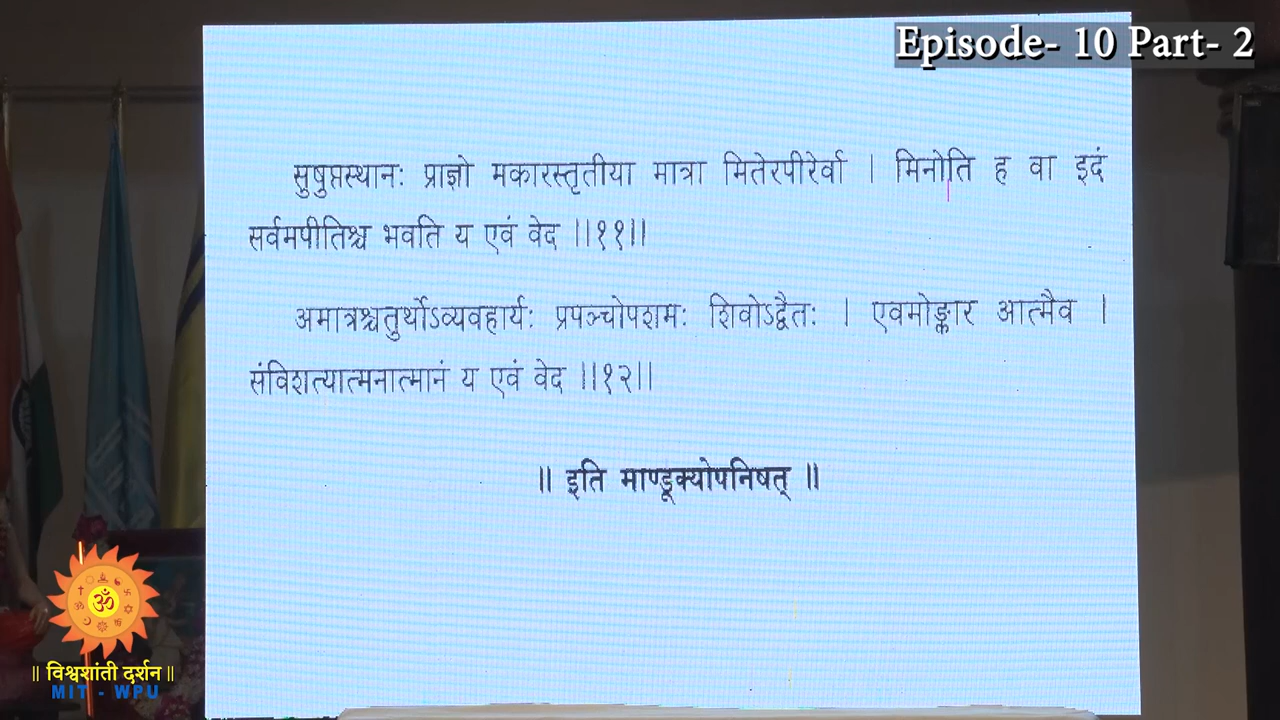 Episode- 10 Part- 2
सुषुप्तस्थानः प्राज्ञो मकारस्तृतीया मात्रा मितेरपीरेर्वा । मिनोति ह वा इदं
सर्वमपीतिश्च भवति य एवं वेद ।।११।।
अमात्रश्चतुर्थोऽव्यवहार्यः प्रपञ्चोपशमः शिवोऽद्वैतः । एवमोङ्कार आत्मैव ।
संविशत्यात्मनात्मानं य एवं वेद ।।१२।।
॥ इति माण्डूक्योपनिषत् ॥
ॐ
॥ विश्वशांती दर्शन ॥
MIT - WPU